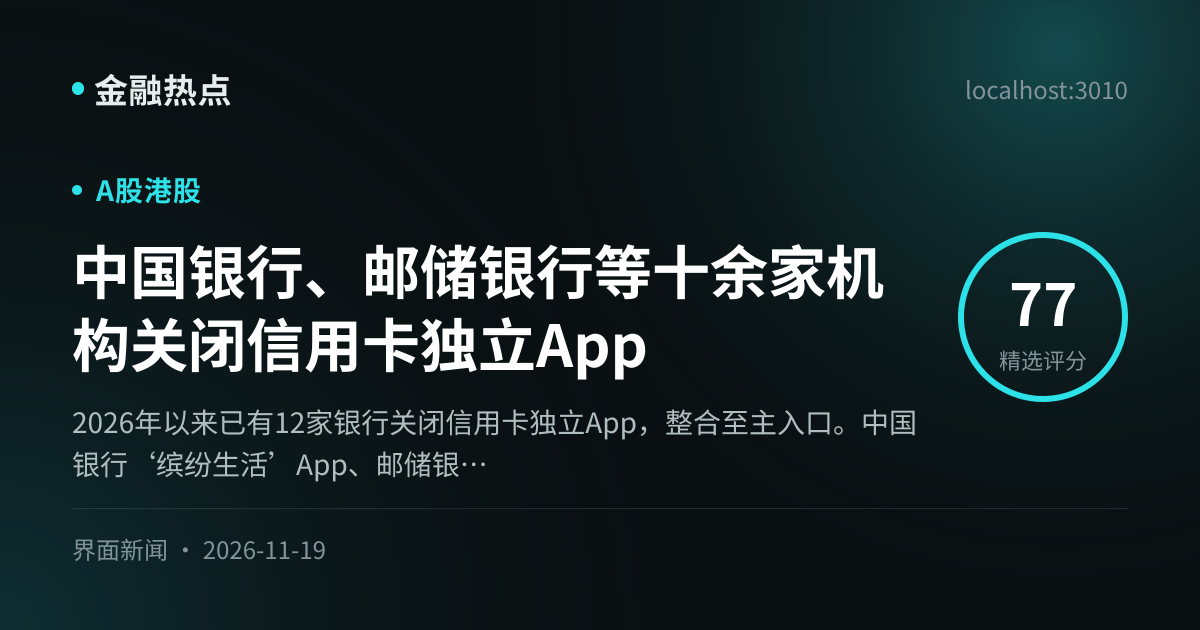 金融热点
localhost:3010
A股港股
中国银行、邮储银行等十余家机
构关闭信用卡独立App
77
精选评分
2026年以来已有12家银行关闭信用卡独立App，整合至主入口。中国
银行‘缤纷生活’App、邮储银…
界面新闻 • 2026-11-19